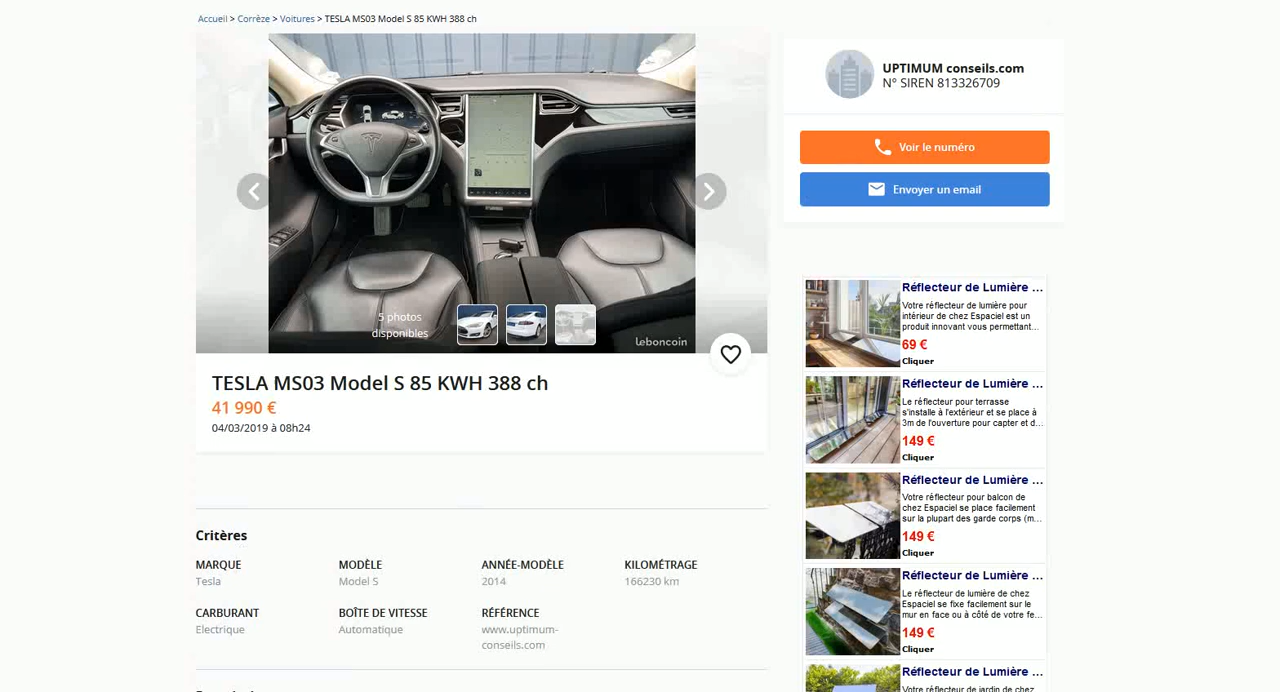 Accueil > Corrèze > Voitures > TESLA MS03 Model S 85 KWH 388 ch
5 photos
disponibles
leboncoin
TESLA MS03 Model S 85 KWH 388 ch
41 990 €
04/03/2019 à 08h24
Critères
MARQUE
Tesla
MODÈLE
Model S
ANNÉE-MODÈLE
2014
KILOMÉTRAGE
166230 km
CARBURANT
Electrique
BOÎTE DE VITESSE
Automatique
RÉFÉRENCE
www.uptimum-
conseils.com
UPTIMUM conseils.com
N° SIREN 813326709
Voir le numéro
Envoyer un email
Réflecteur de Lumière ...
Votre réflecteur de lumière pour
intérieur de chez Espaciel est un
produit innovant vous permettant...
69 €
Cliquer
Réflecteur de Lumière ...
Le réflecteur pour terrasse
s'installe à l'extérieur et se place à
3m de l'ouverture pour capter et d...
149 €
Cliquer
Réflecteur de Lumière ...
Votre réflecteur pour balcon de
chez Espaciel se place facilement
sur la plupart des garde corps (m...
149 €
Cliquer
Réflecteur de Lumière ...
Le réflecteur de lumière de chez
Espaciel se fixe facilement sur le
mur en face ou à côté de votre fe...
149 €
Cliquer
Réflecteur de Lumière ...
Votre réflecteur de jardin de chez